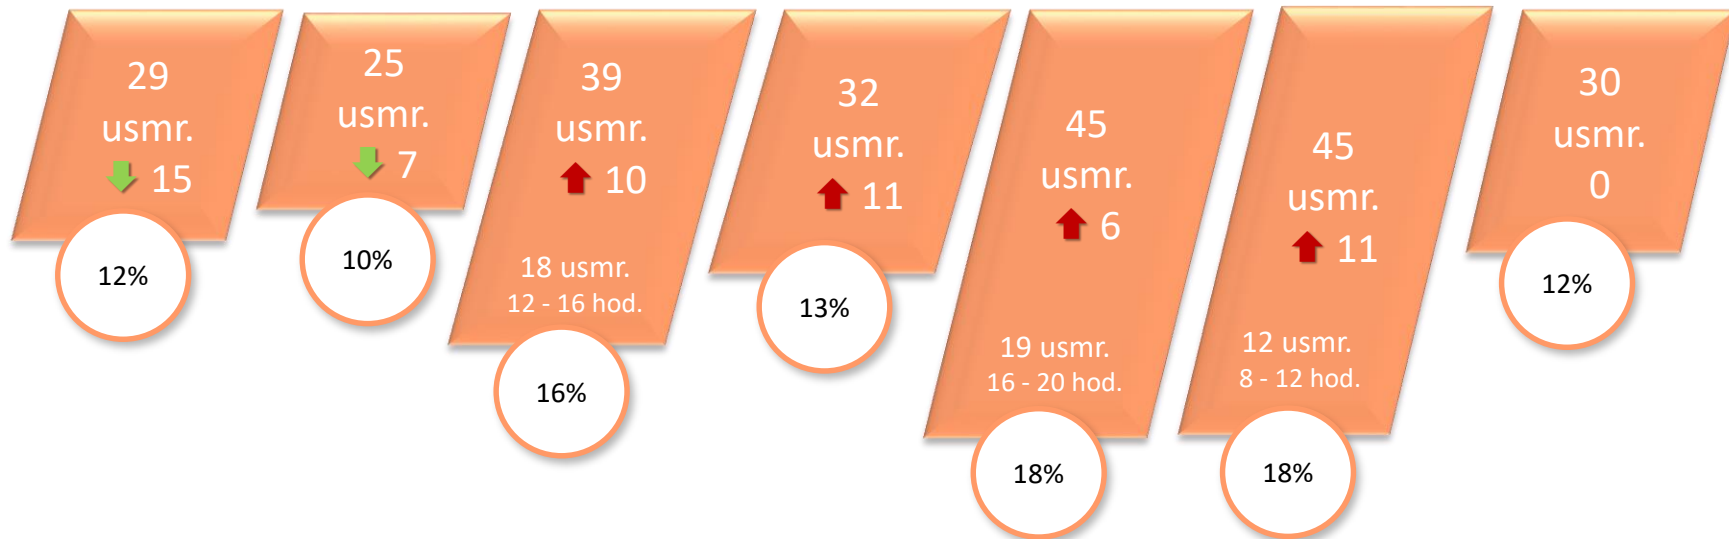 29
usmr.
15
12%
25
usmr.
7
10%
39
usmr.
10
18 usmr.
12 - 16 hod.
16%
32
usmr.
11
13%
45
usmr.
6
19 usmr.
16 - 20 hod.
18%
45
usmr.
11
12 usmr.
8 - 12 hod.
18%
30
usmr.
0
12%